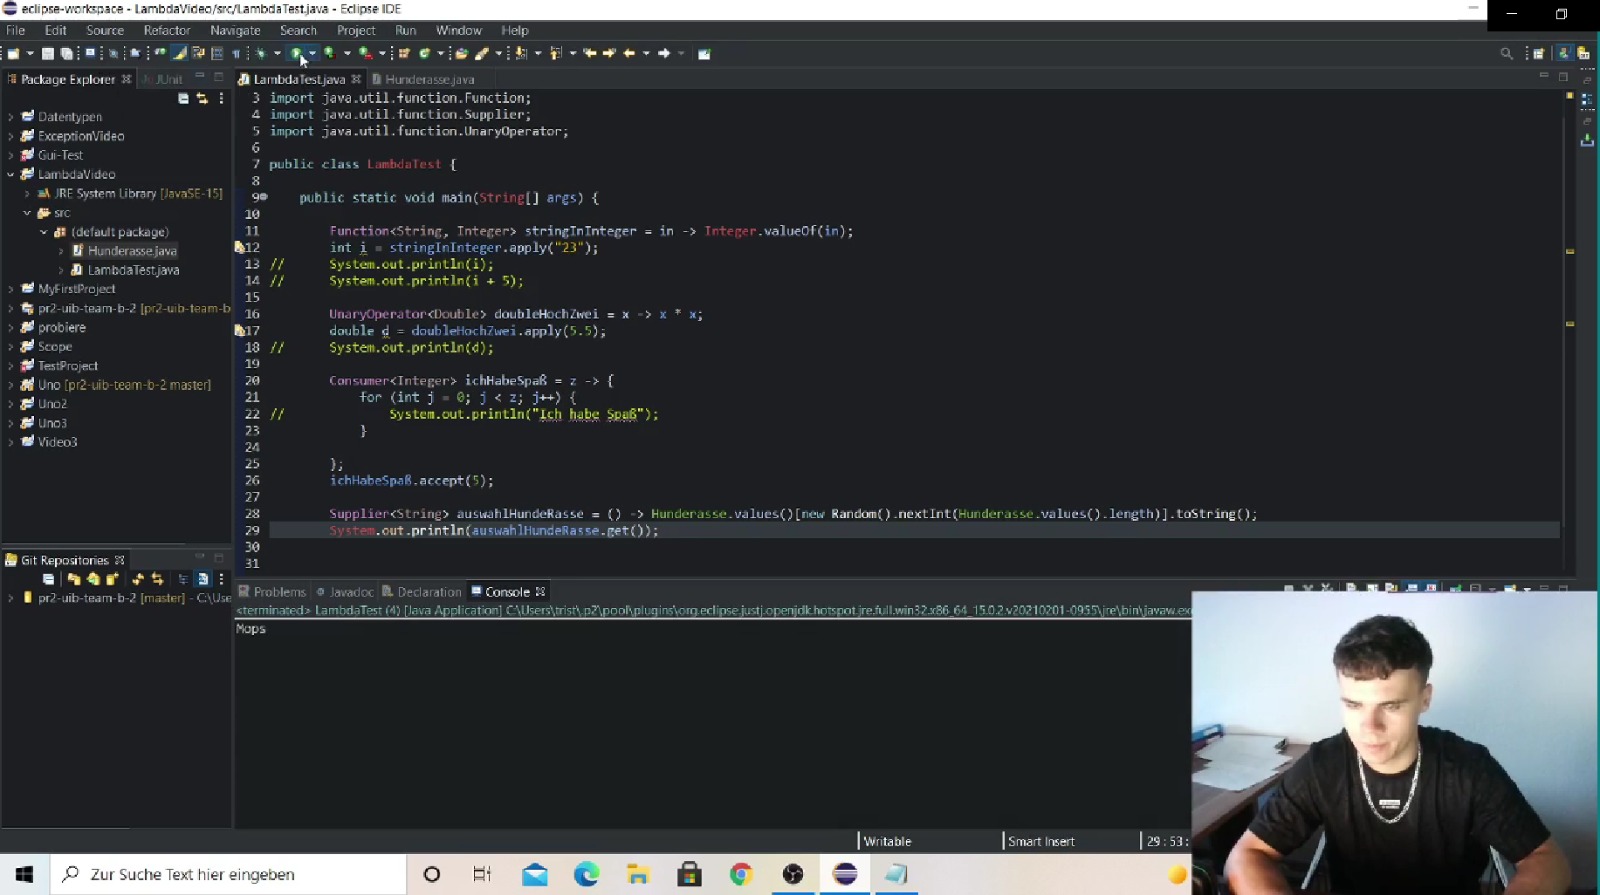 eclipse-workspace - LambdaVideo/src/LambdaTest.java - Eclipse IDE
File Edit Source Refactor Navigate Search Project Run Window Help
Package Explorer JUnit
LambdaTest.java Hunderasse.java
Datentypen
ExceptionVideo
Gui-Test
LambdaVideo
JRE System Library [JavaSE-15]
src
(default package)
Hunderasse.java
LambdaTest.java
MyFirstProject
pr2-uib-team-b-2 [pr2-uib-team-b
probiere
Scope
TestProject
Uno [pr2-uib-team-b-2 master]
Uno2
Uno3
Video3
3 import java.util.function.Function;
4 import java.util.function.Supplier;
5 import java.util.function.UnaryOperator;
6
7 public class LambdaTest {
8
9 public static void main(String[] args) {
10
11 Function<String, Integer> stringInInteger = in -> Integer.valueOf(in);
12 int i = stringInInteger.apply("23");
13 // System.out.println(i);
14 // System.out.println(i + 5);
15
16 UnaryOperator<Double> doubleHochZwei = x -> x * x;
17 double d = doubleHochZwei.apply(5.5);
18 // System.out.println(d);
19
20 Consumer<Integer> ichHabeSpaß = z -> {
21 for (int j = 0; j < z; j++) {
22 // System.out.println("Ich habe Spaß");
23 }
24
25 };
26 ichHabeSpaß.accept(5);
27
28 Supplier<String> auswahlHundeRasse = () -> Hunderasse.values()[new Random().nextInt(Hunderasse.values().length)].toString();
29 System.out.println(auswahlHundeRasse.get());
30
31
Git Repositories
pr2-uib-team-b-2 [master] - C:\Use
Problems Javadoc Declaration Console
<terminated> LambdaTest (4) [Java Application] C:\Users\trist\.p2\pool\plugins\org.eclipse.justj.openjdk.hotspot.jre.full.win32.x86-64_15.0.2.v20210201-0955\jre\bin\javaw.ex
Mops
Writable Smart Insert 29 : 53 :
Zur Suche Text hier eingeben